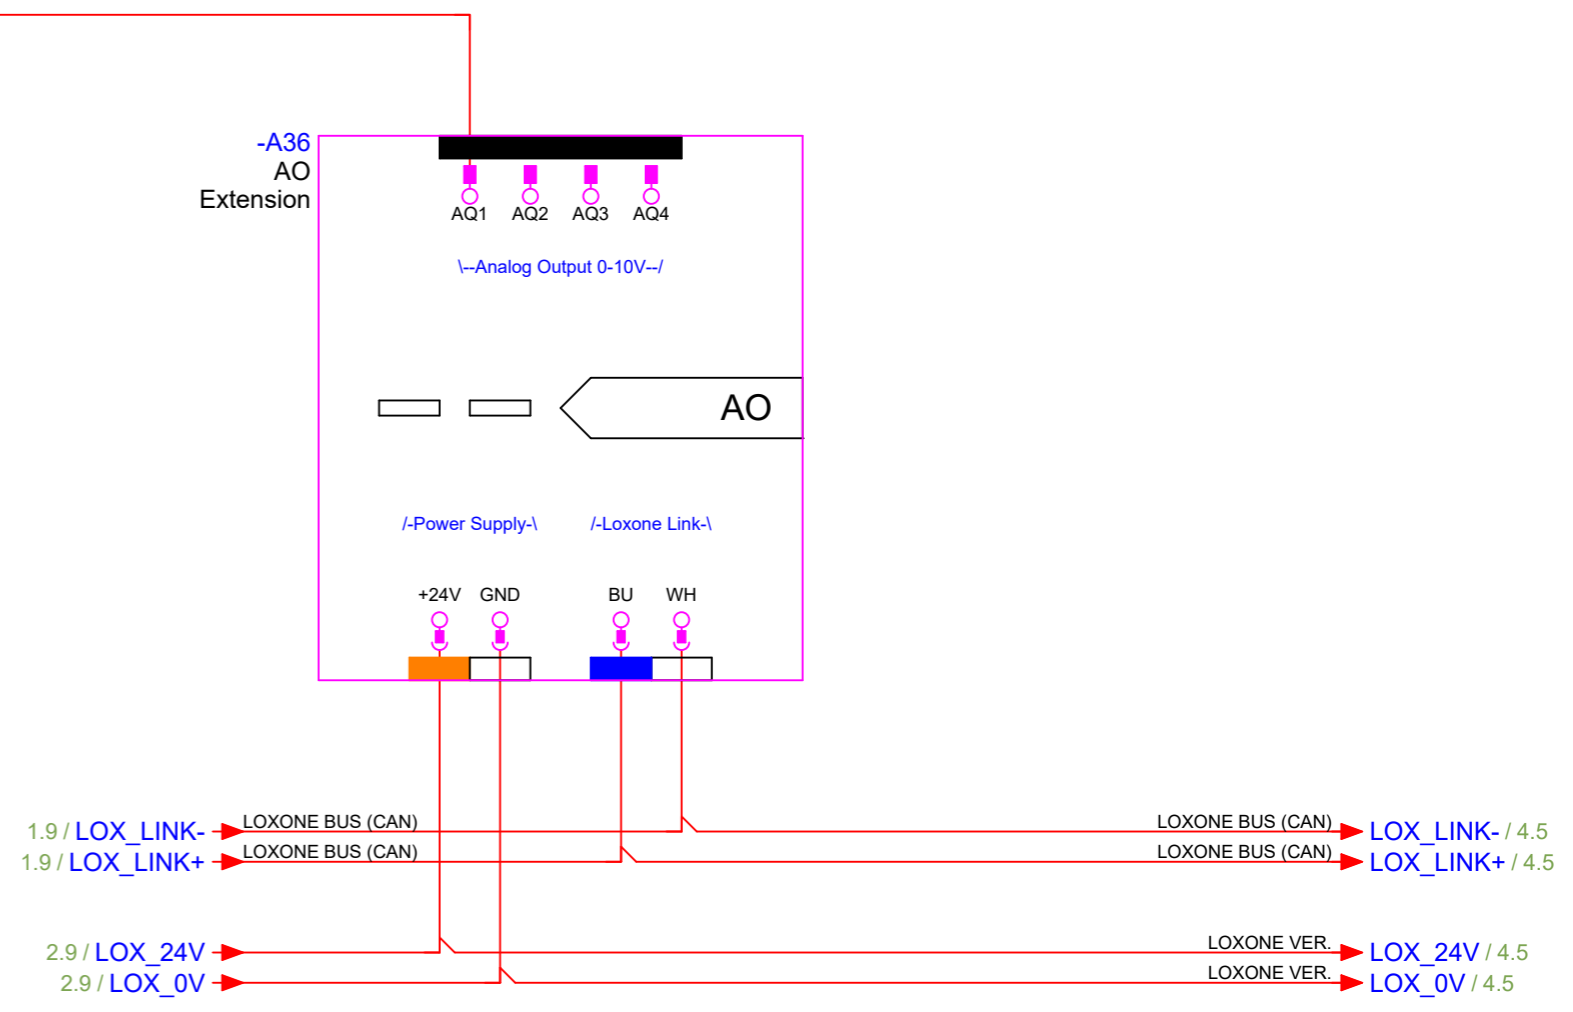 -A36
AO
Extension
AQ1 AQ2 AQ3 AQ4
\--Analog Output 0-10V--/
AO
/-Power Supply-\ /-Loxone Link-\
+24V GND BU WH
1.9 / LOX_LINK- LOXONE BUS (CAN) LOXONE BUS (CAN) LOX_LINK- / 4.5
1.9 / LOX_LINK+ LOXONE BUS (CAN) LOXONE BUS (CAN) LOX_LINK+ / 4.5
2.9 / LOX_24V LOXONE VER. LOX_24V / 4.5
2.9 / LOX_0V LOXONE VER. LOX_0V / 4.5